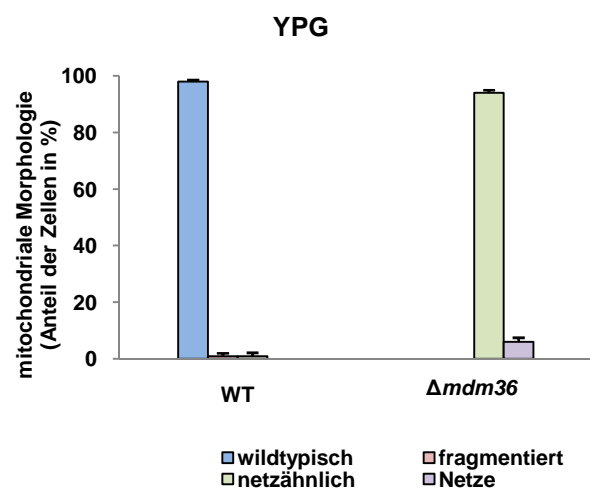 YPG
mitochondriale Morphologie
(Anteil der Zellen in %)
100
80
60
40
20
0
WT
Δmdm36
wildtypisch
fragmentiert
netzähnlich
Netze